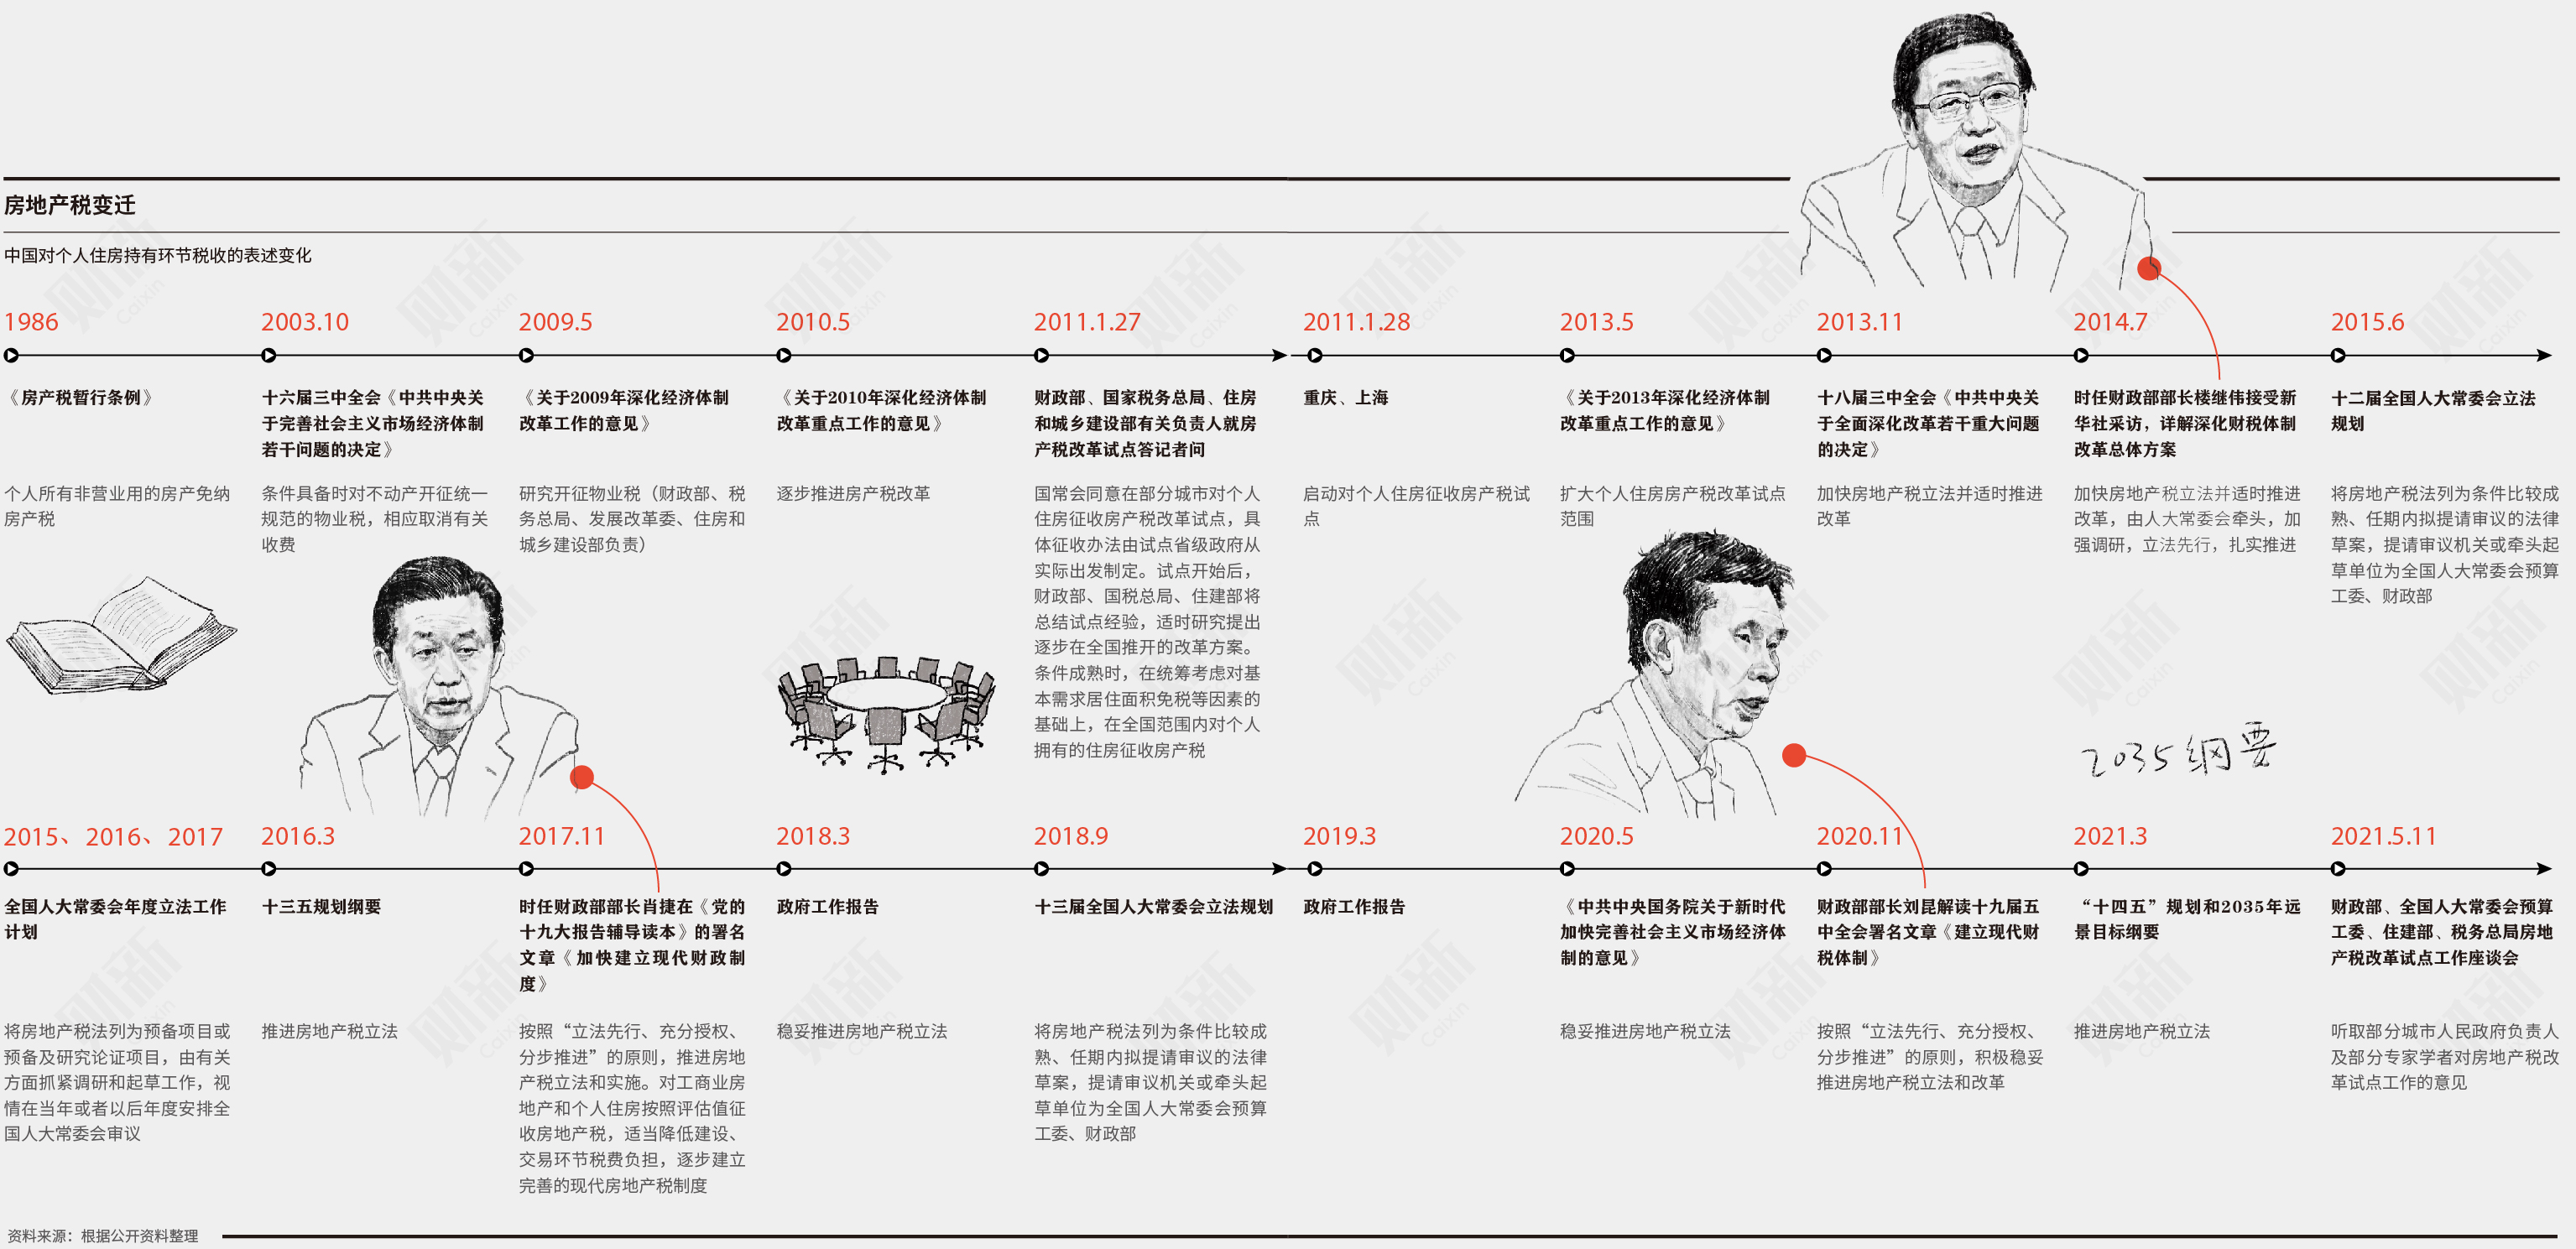 房地产税变迁
中国对个人住房持有环节税收的表述变化
1986
《房产税暂行条例》
个人所有非营业用的房产免纳
房产税
2003.10
十六届三中全会《中共中央关
于完善社会主义市场经济体制
若干问题的决定》
条件具备时对不动产开征统一
规范的物业税，相应取消有关
收费
2009.5
《关于2009年深化经济体制
改革工作的意见》
研究开征物业税（财政部、税
务总局、发展改革委、住房和
城乡建设部负责）
2010.5
《关于2010年深化经济体制
改革重点工作的意见》
逐步推进房产税改革
2011.1.27
财政部、国家税务总局、住房
和城乡建设部有关负责人就房
产税改革试点答记者问
国常会同意在部分城市对个人
住房征收房产税改革试点，具
体征收办法由试点省级政府从
实际出发制定。试点开始后，
财政部、国税总局、住建部将
总结试点经验，适时研究提出
逐步在全国推开的改革方案。
条件成熟时，在统筹考虑对基
本需求居住面积免税等因素的
基础上，在全国范围内对个人
拥有的住房征收房产税
2011.1.28
重庆、上海
启动对个人住房征收房产税试
点
2013.5
《关于2013年深化经济体制
改革重点工作的意见》
扩大个人住房房产税改革试点
范围
2013.11
十八届三中全会《中共中央关
于全面深化改革若干重大问题
的决定》
加快房地产税立法并适时推进
改革
2014.7
时任财政部部长楼继伟接受新
华社采访，详解深化财税体制
改革总体方案
加快房地产税立法并适时推进
改革，由人大常委会牵头，加
强调研，立法先行，扎实推进
2015.6
十二届全国人大常委会立法
规划
将房地产税法列为条件比较成
熟、任期内拟提请审议的法律
草案，提请审议机关或牵头起
草单位为全国人大常委会预算
工委、财政部
2035纲要
2015、2016、2017
全国人大常委会年度立法工作
计划
将房地产税法列为预备项目或
预备及研究论证项目，由有关
方面抓紧调研和起草工作，视
情在当年或者以后年度安排全
国人大常委会审议
2016.3
十三五规划纲要
推进房地产税立法
2017.11
时任财政部部长肖捷在《党的
十九大报告辅导读本》的署名
文章《加快建立现代财政制
度》
按照“立法先行、充分授权、
分步推进”的原则，推进房地
产税立法和实施。对工商业房
地产和个人住房按照评估值征
收房地产税，适当降低建设、
交易环节税费负担，逐步建立
完善的现代房地产税制度
2018.3
政府工作报告
稳妥推进房地产税立法
2018.9
十三届全国人大常委会立法规划
将房地产税法列为条件比较成
熟、任期内拟提请审议的法律
草案，提请审议机关或牵头起
草单位为全国人大常委会预算
工委、财政部
2019.3
政府工作报告
2020.5
《中共中央国务院关于新时代
加快完善社会主义市场经济体
制的意见》
稳妥推进房地产税立法
2020.11
财政部部长刘昆解读十九届五
中全会署名文章《建立现代财
税体制》
按照“立法先行、充分授权、
分步推进”的原则，积极稳妥
推进房地产税立法和改革
2021.3
“十四五”规划和2035年远
景目标纲要
推进房地产税立法
2021.5.11
财政部、全国人大常委会预算
工委、住建部、税务总局房地
产税改革试点工作座谈会
听取部分城市人民政府负责人
及部分专家学者对房地产税改
革试点工作的意见
资料来源：根据公开资料整理
财新
Caixin